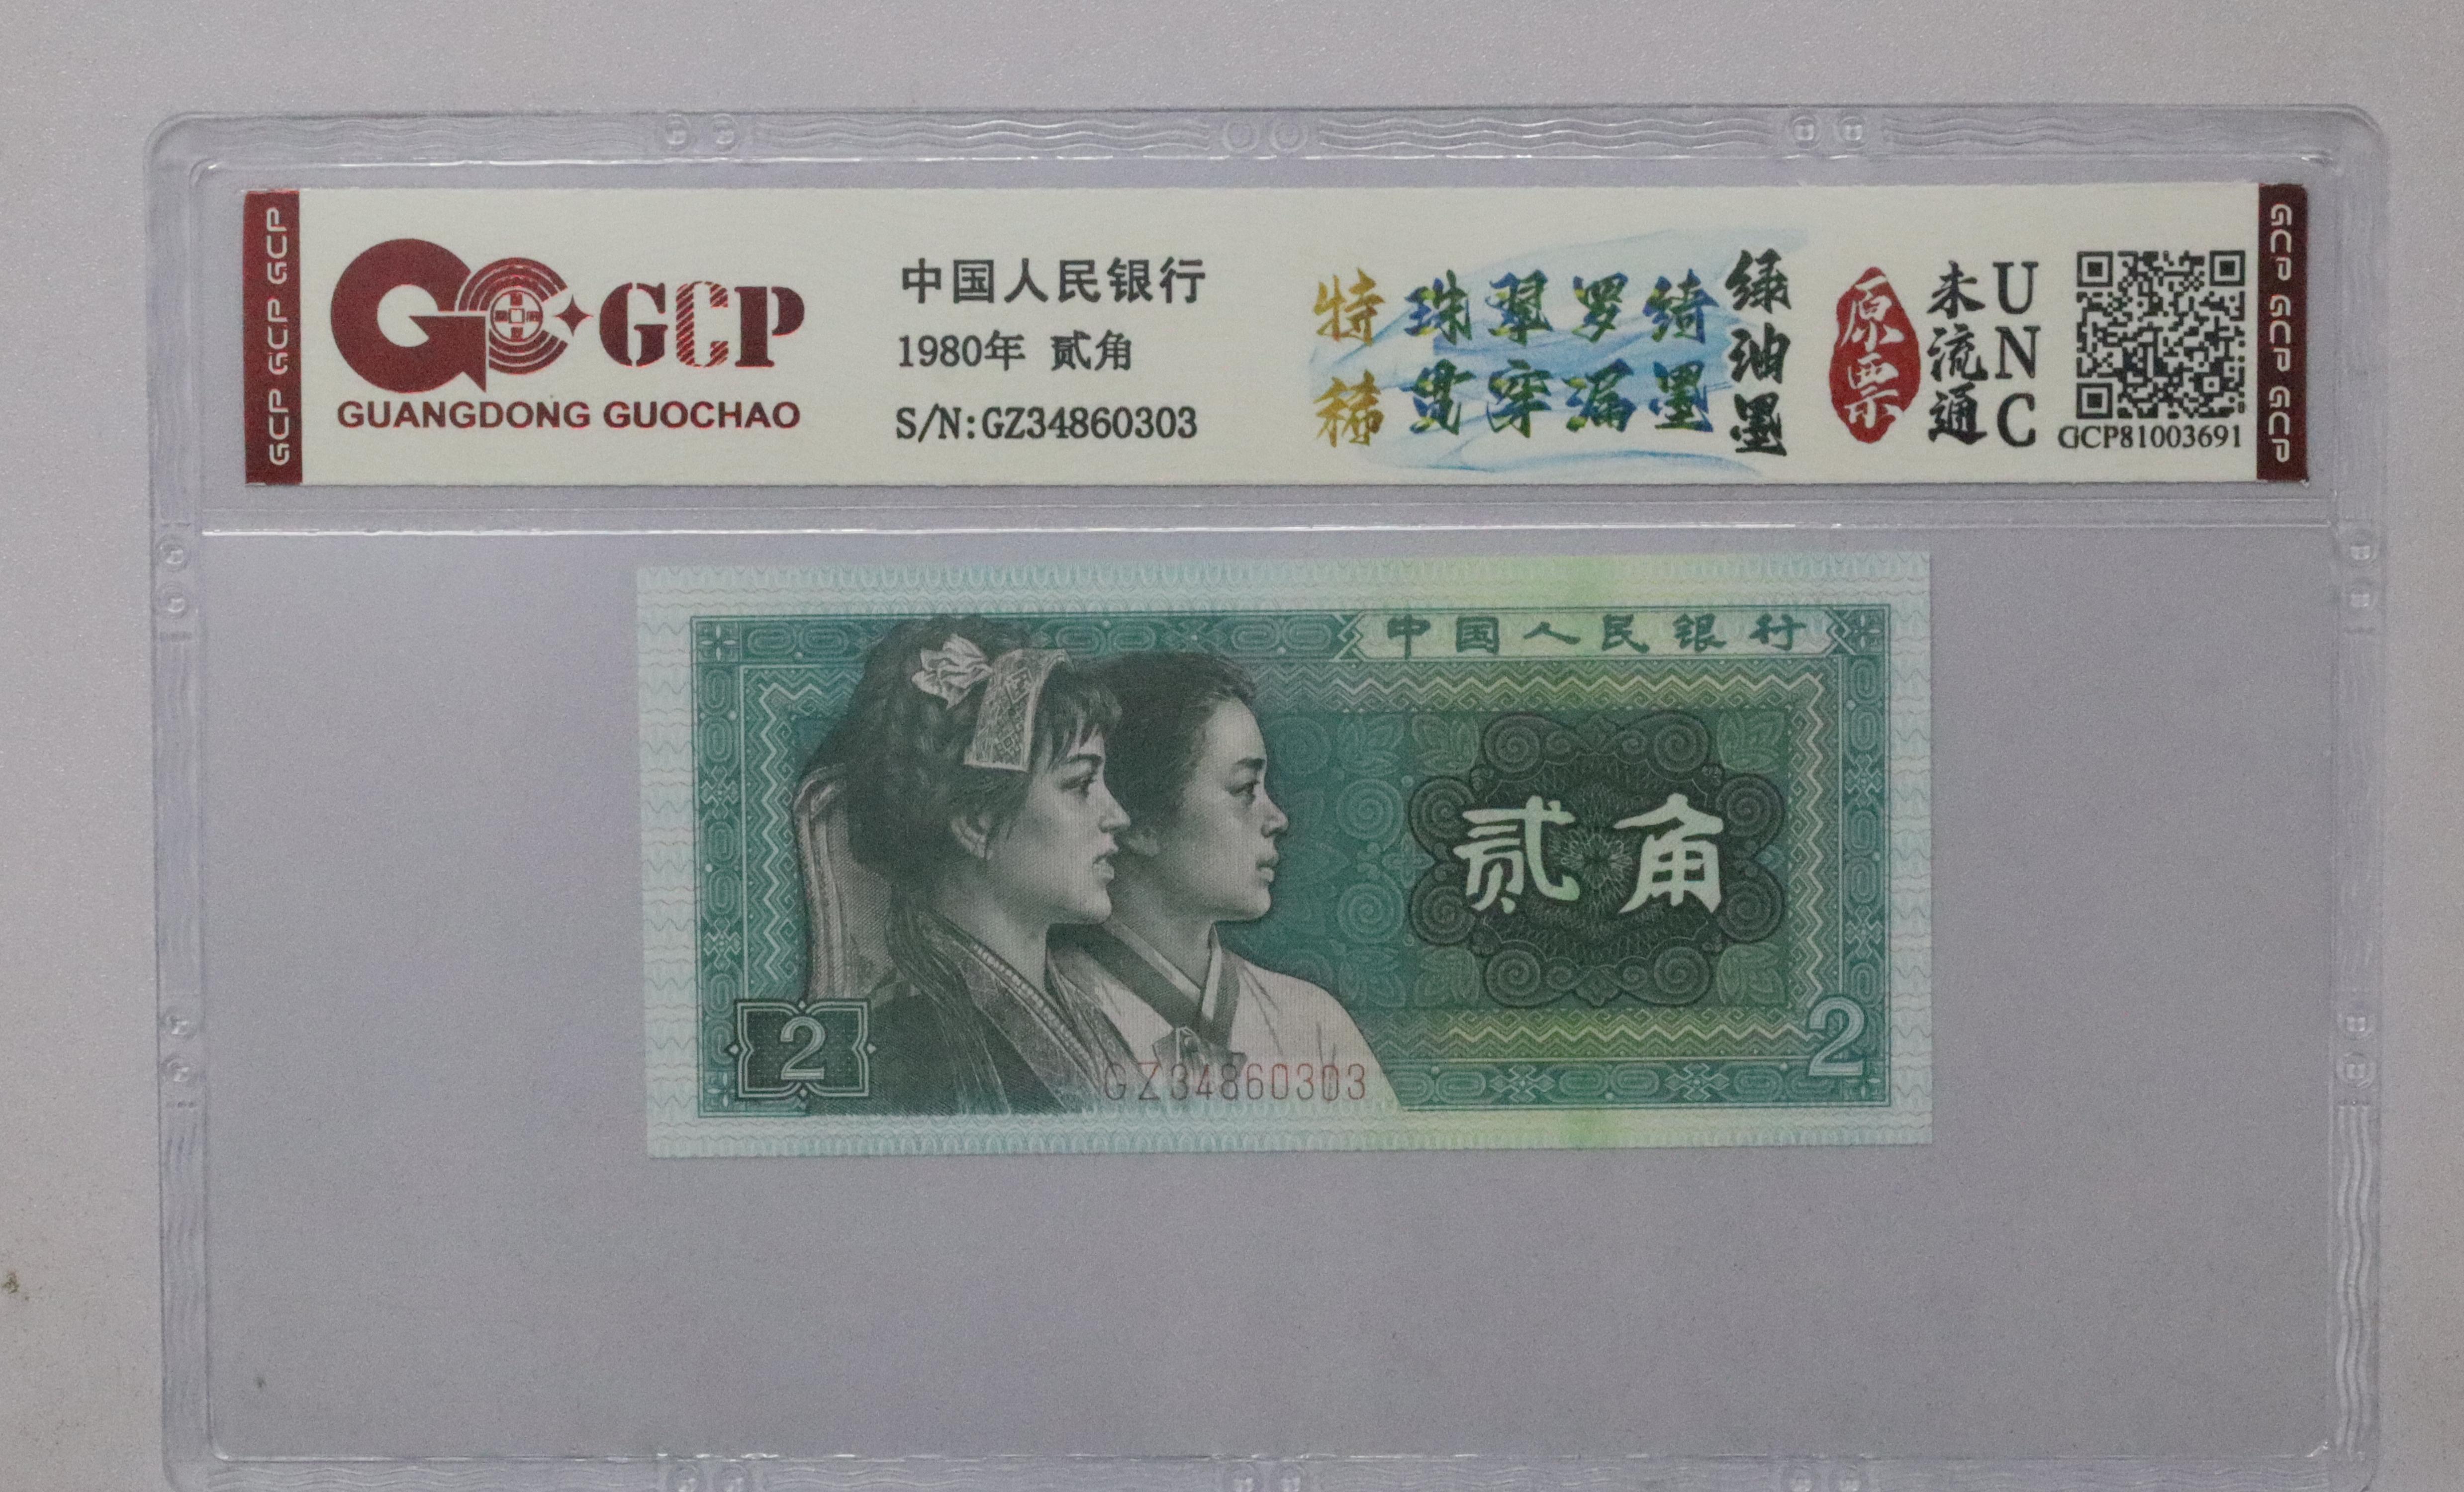 GCP GCP GCP
GCP
GUANGDONG GUOCHAO
中国人民银行
1980年 贰角
S/N:GZ34860303
特稀
珠翠罗绮
贯穿漏墨
绿油墨
原票
未流通
UNC
GCP81003691
GCP GCP GCP
中国人民银行
贰角
2
2
GZ34860303